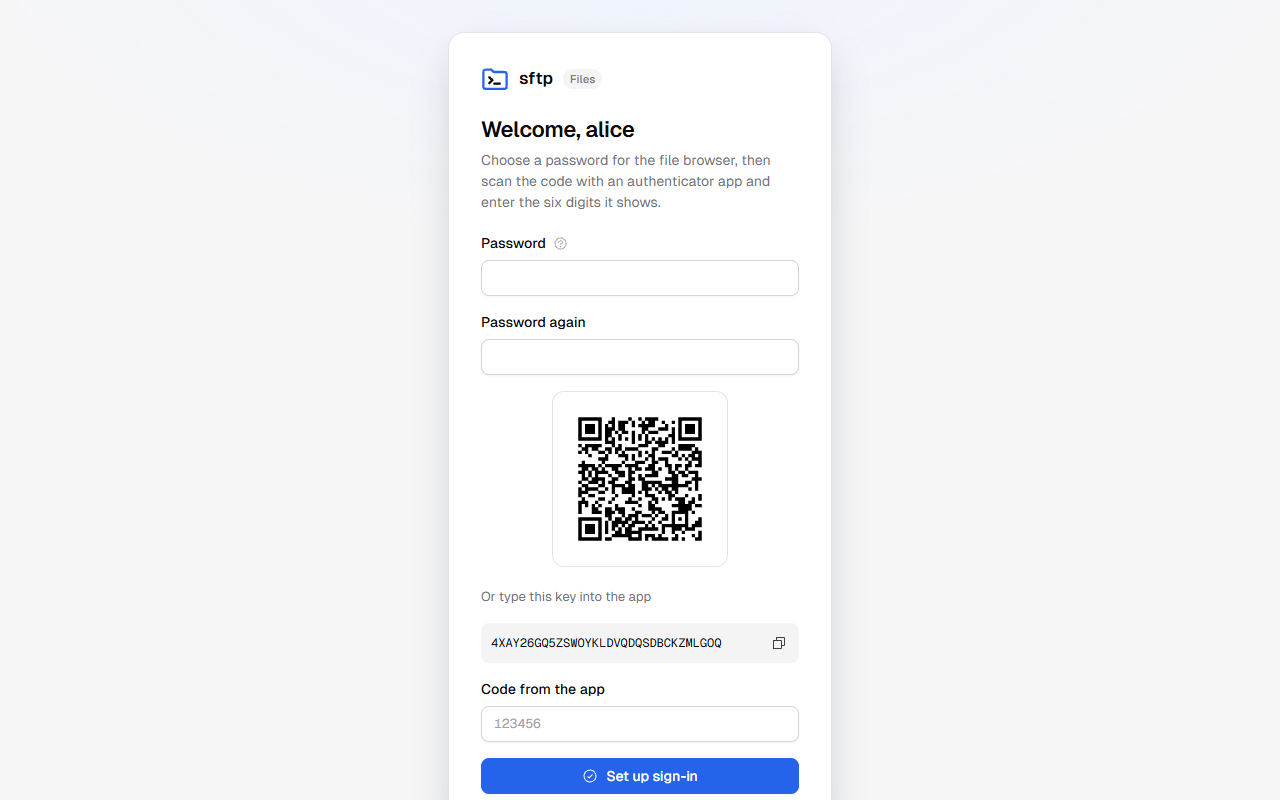 sftp Files
Welcome, alice
Choose a password for the file browser, then
scan the code with an authenticator app and
enter the six digits it shows.
Password
Password again
Or type this key into the app
4XAY26GQ5ZSWOYKLDVQDQSDBCKZMLGOQ
Code from the app
123456
Set up sign-in